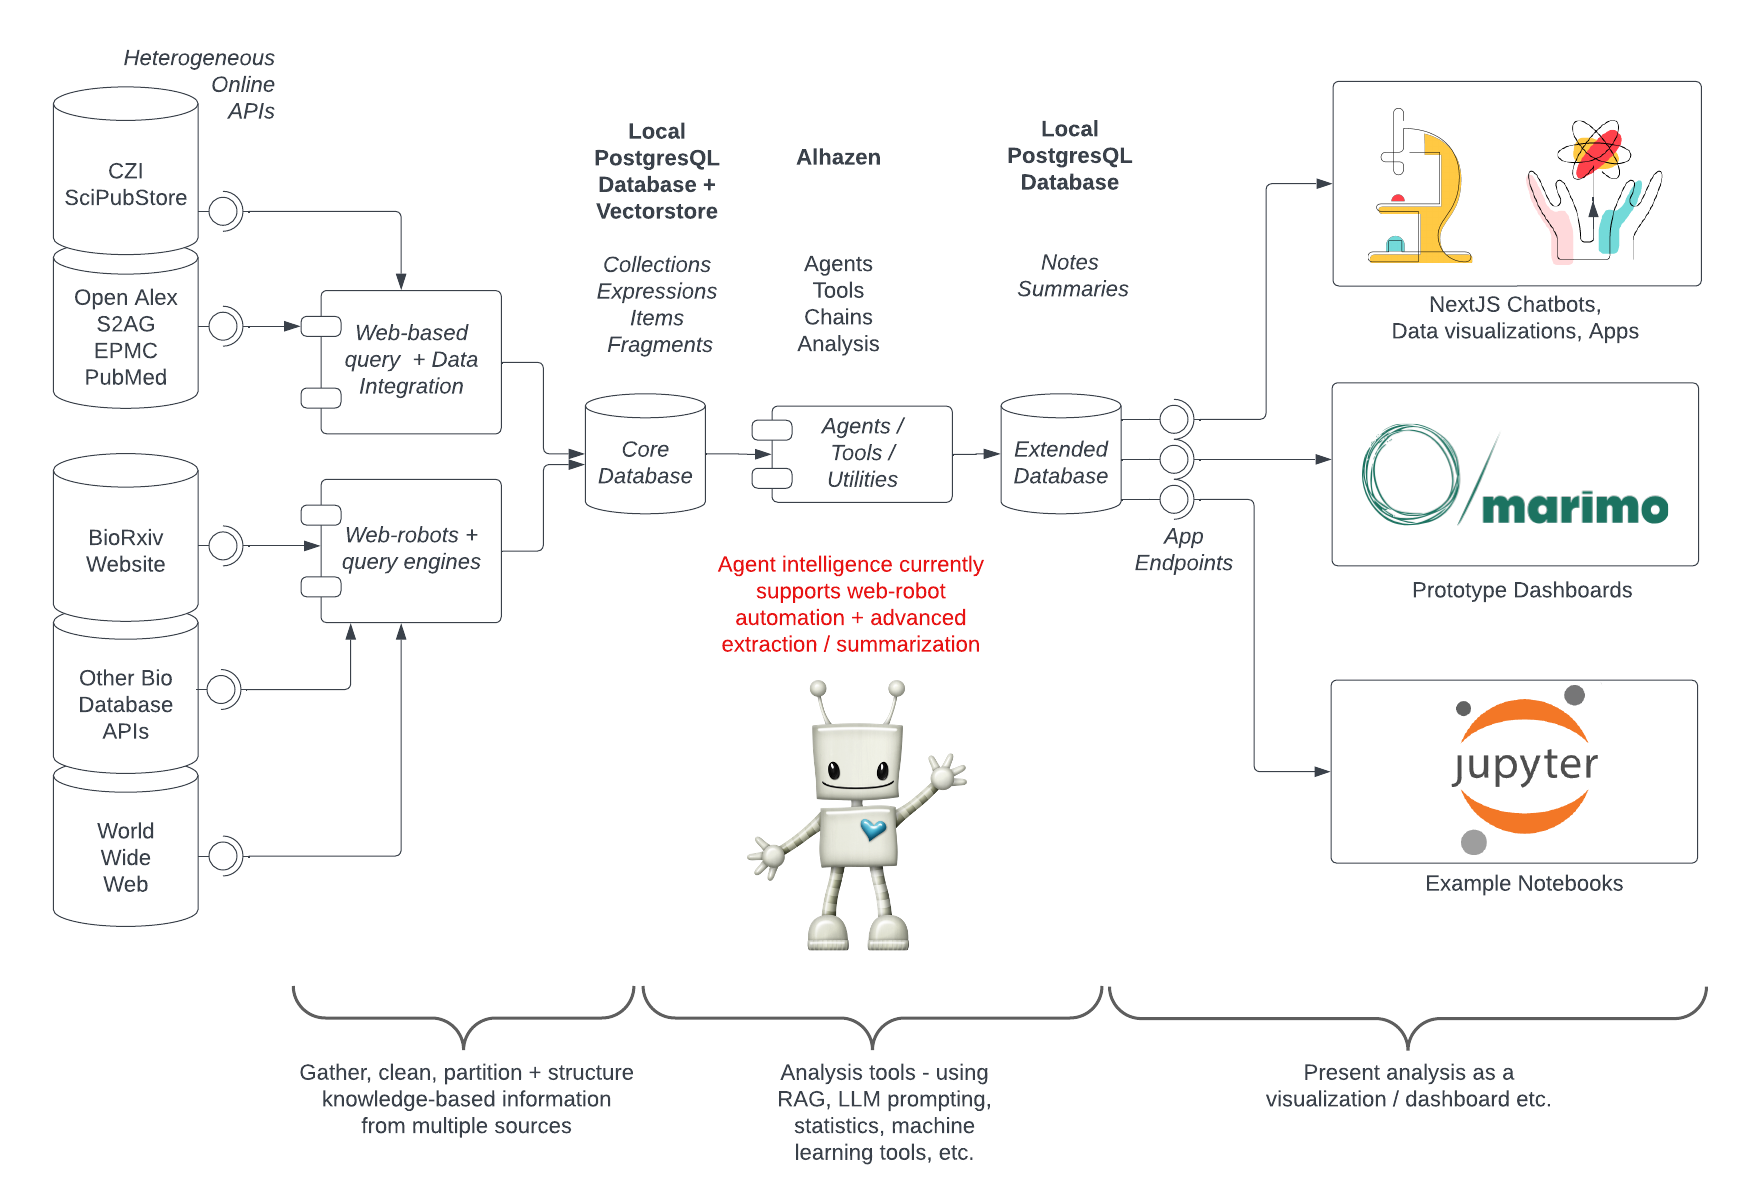 Heterogeneous
Online
APIs
CZI
SciPubStore
Open Alex
S2AG
EPMC
PubMed
BioRxiv
Website
Other Bio
Database
APIs
World
Wide
Web
Web-based
query + Data
Integration
Web-robots +
query engines
Local
PostgresQL
Database +
Vectorstore
Collections
Expressions
Items
Fragments
Core
Database
Alhazen
Agents
Tools
Chains
Analysis
Agents /
Tools /
Utilities
Agent intelligence currently
supports web-robot
automation + advanced
extraction / summarization
Local
PostgresQL
Database
Notes
Summaries
Extended
Database
App
Endpoints
NextJS Chatbots,
Data visualizations, Apps
marimo
Prototype Dashboards
jupyter
Example Notebooks
Gather, clean, partition + structure
knowledge-based information
from multiple sources
Analysis tools - using
RAG, LLM prompting,
statistics, machine
learning tools, etc.
Present analysis as a
visualization / dashboard etc.